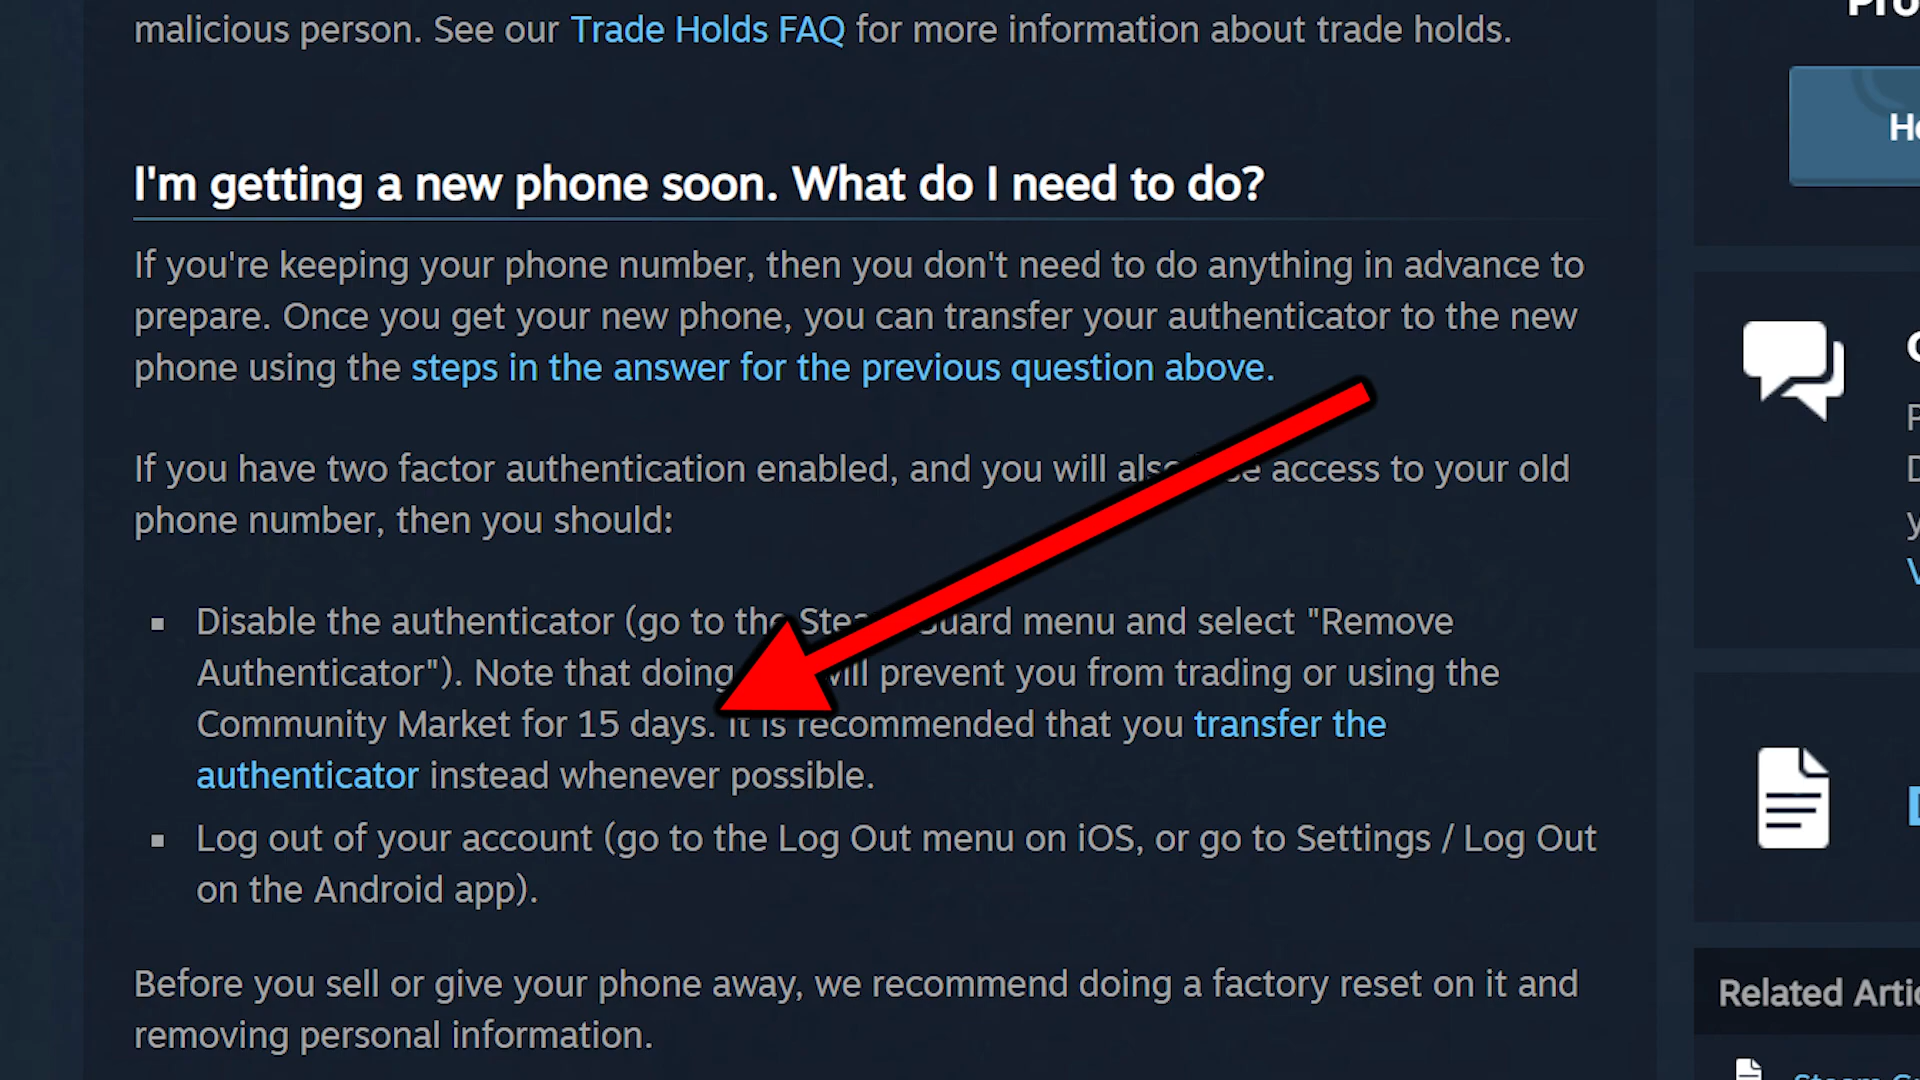 malicious person. See our Trade Holds FAQ for more information about trade holds.
I'm getting a new phone soon. What do I need to do?
If you're keeping your phone number, then you don't need to do anything in advance to
prepare. Once you get your new phone, you can transfer your authenticator to the new
phone using the steps in the answer for the previous question above.
If you have two factor authentication enabled, and you will also access to your old
phone number, then you should:
▪ Disable the authenticator (go to the Steam Guard menu and select "Remove
Authenticator"). Note that doing will prevent you from trading or using the
Community Market for 15 days. It is recommended that you transfer the
authenticator instead whenever possible.
▪ Log out of your account (go to the Log Out menu on iOS, or go to Settings / Log Out
on the Android app).
Before you sell or give your phone away, we recommend doing a factory reset on it and
removing personal information.
Related